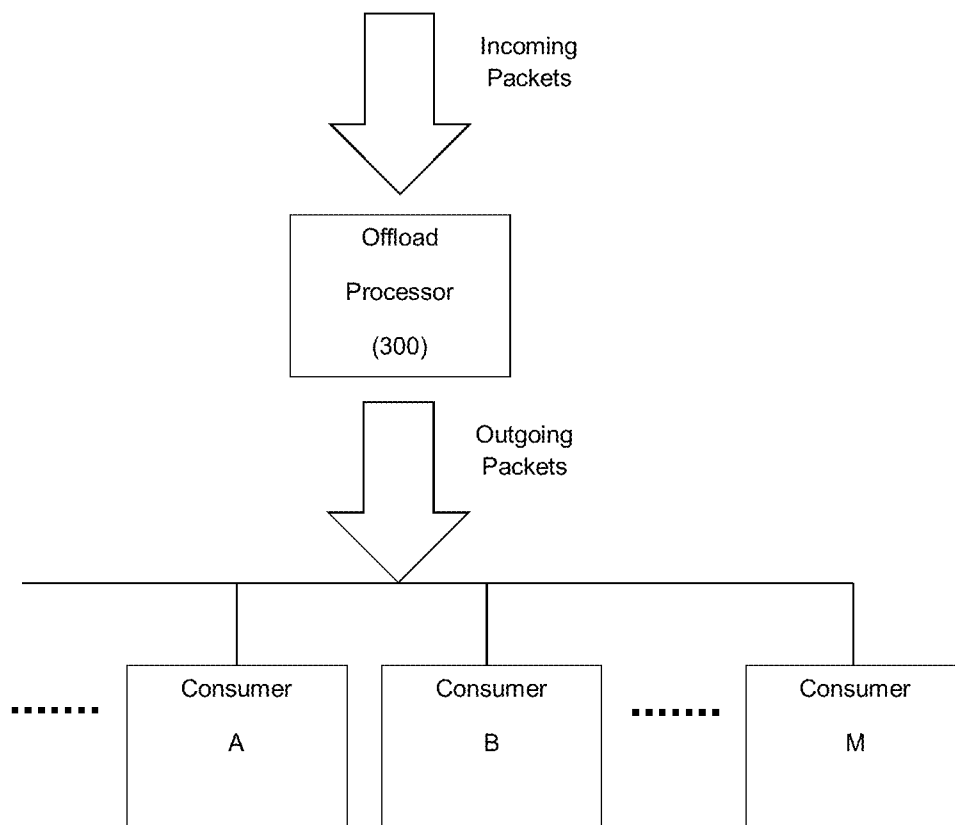 Incoming
Packets
Offload
Processor
(300)
Outgoing
Packets
Consumer
A
Consumer
B
Consumer
M